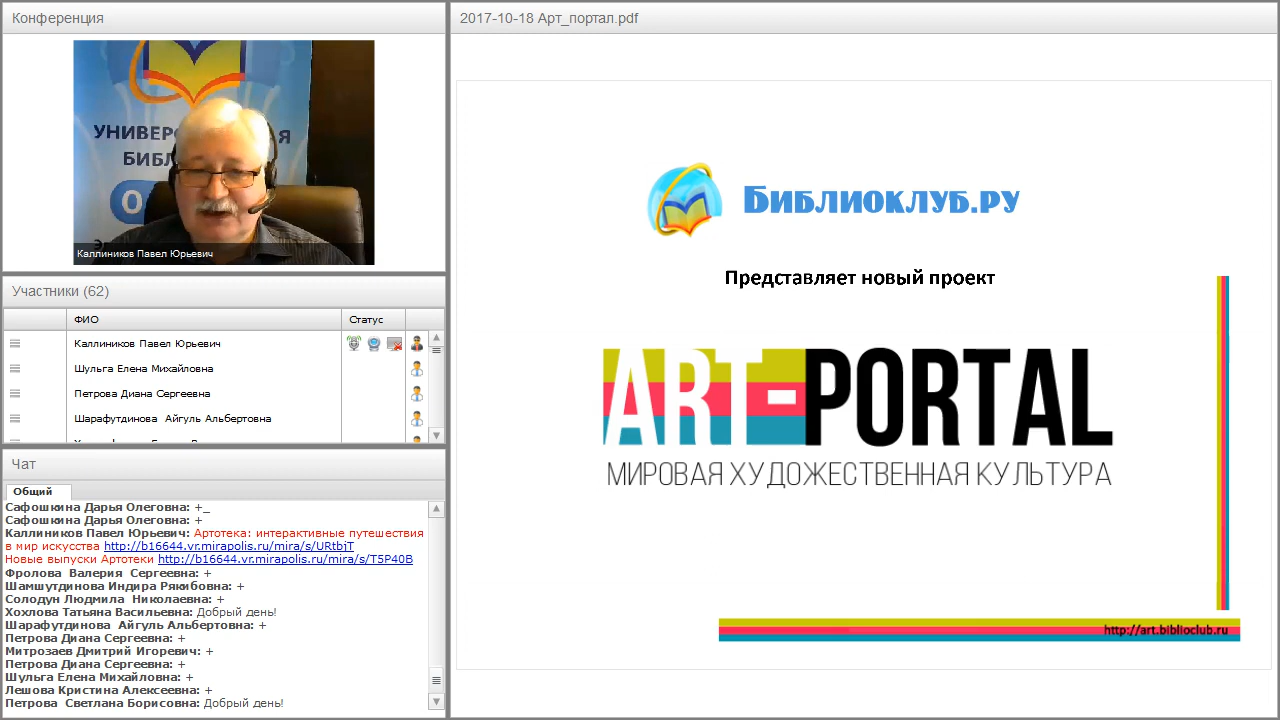 Конференция
УНИВЕР
Я
БИБЛ
Каллиников Павел Юрьевич
Участники (62)
ФИО
Статус
Каллиников Павел Юрьевич
Шульга Елена Михайловна
Петрова Диана Сергеевна
Шарафутдинова Айгуль Альбертовна
Чат
Общий
Сафошкина Дарья Олеговна: +_
Сафошкина Дарья Олеговна: +
Каллиников Павел Юрьевич: Артотека: интерактивные путешествия
в мир искусства http://b16644.vr.mirapolis.ru/mira/s/URtbjT
Новые выпуски Артотеки http://b16644.vr.mirapolis.ru/mira/s/T5P40B
Фролова Валерия Сергеевна: +
Шамшутдинова Индира Рякибовна: +
Солодун Людмила Николаевна: +
Хохлова Татьяна Васильевна: Добрый день!
Шарафутдинова Айгуль Альбертовна: +
Петрова Диана Сергеевна: +
Митрозаев Дмитрий Игоревич: +
Петрова Диана Сергеевна: +
Шульга Елена Михайловна: +
Лешова Кристина Алексеевна: +
Петрова Светлана Борисовна: Добрый день!
2017-10-18 Арт_портал.pdf
БИБЛИОКЛУБ.РУ
Представляет новый проект
ART-PORTAL
МИРОВАЯ ХУДОЖЕСТВЕННАЯ КУЛЬТУРА
http://art.biblioclub.ru